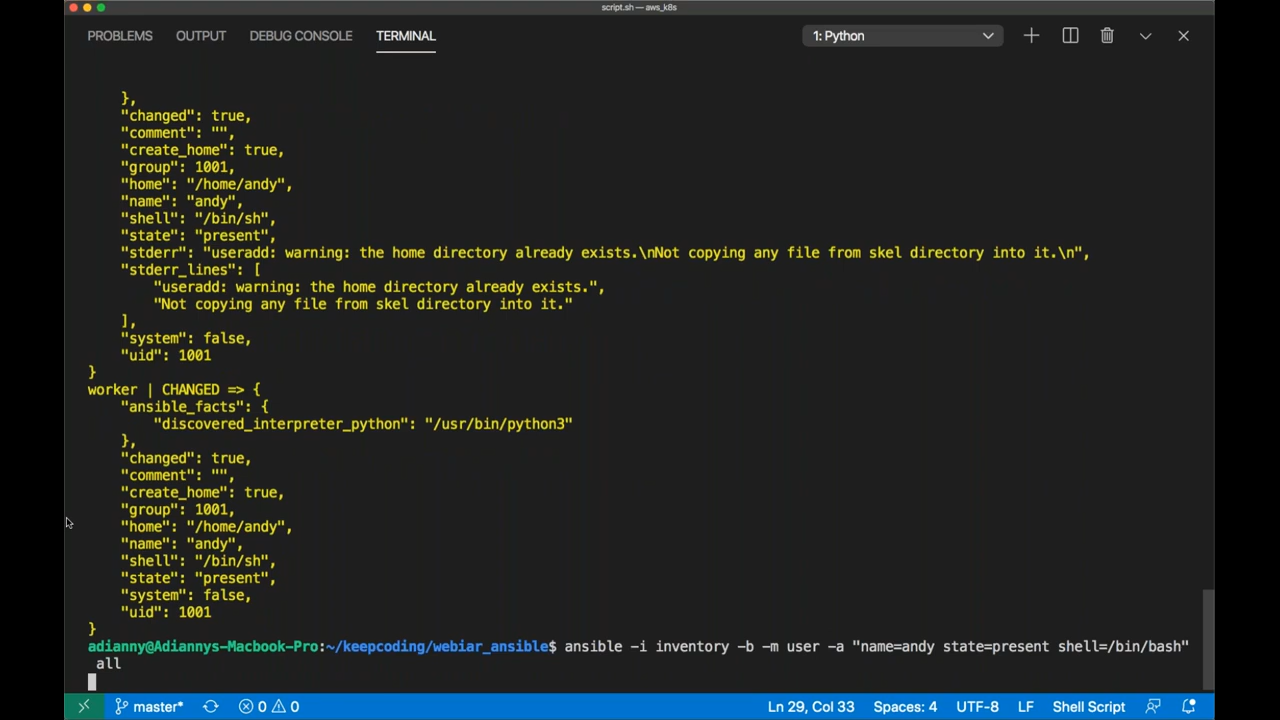 script.sh — aws_k8s
PROBLEMS OUTPUT DEBUG CONSOLE TERMINAL 1: Python
},
"changed": true,
"comment": "",
"create_home": true,
"group": 1001,
"home": "/home/andy",
"name": "andy",
"shell": "/bin/sh",
"state": "present",
"stderr": "useradd: warning: the home directory already exists.\nNot copying any file from skel directory into it.\n",
"stderr_lines": [
"useradd: warning: the home directory already exists.",
"Not copying any file from skel directory into it."
],
"system": false,
"uid": 1001
}
worker | CHANGED => {
"ansible_facts": {
"discovered_interpreter_python": "/usr/bin/python3"
},
"changed": true,
"comment": "",
"create_home": true,
"group": 1001,
"home": "/home/andy",
"name": "andy",
"shell": "/bin/sh",
"state": "present",
"system": false,
"uid": 1001
}
adianny@Adiannys-Macbook-Pro:~/keepcoding/webiar_ansible$ ansible -i inventory -b -m user -a "name=andy state=present shell=/bin/bash"
all
master* 0 0 Ln 29, Col 33 Spaces: 4 UTF-8 LF Shell Script